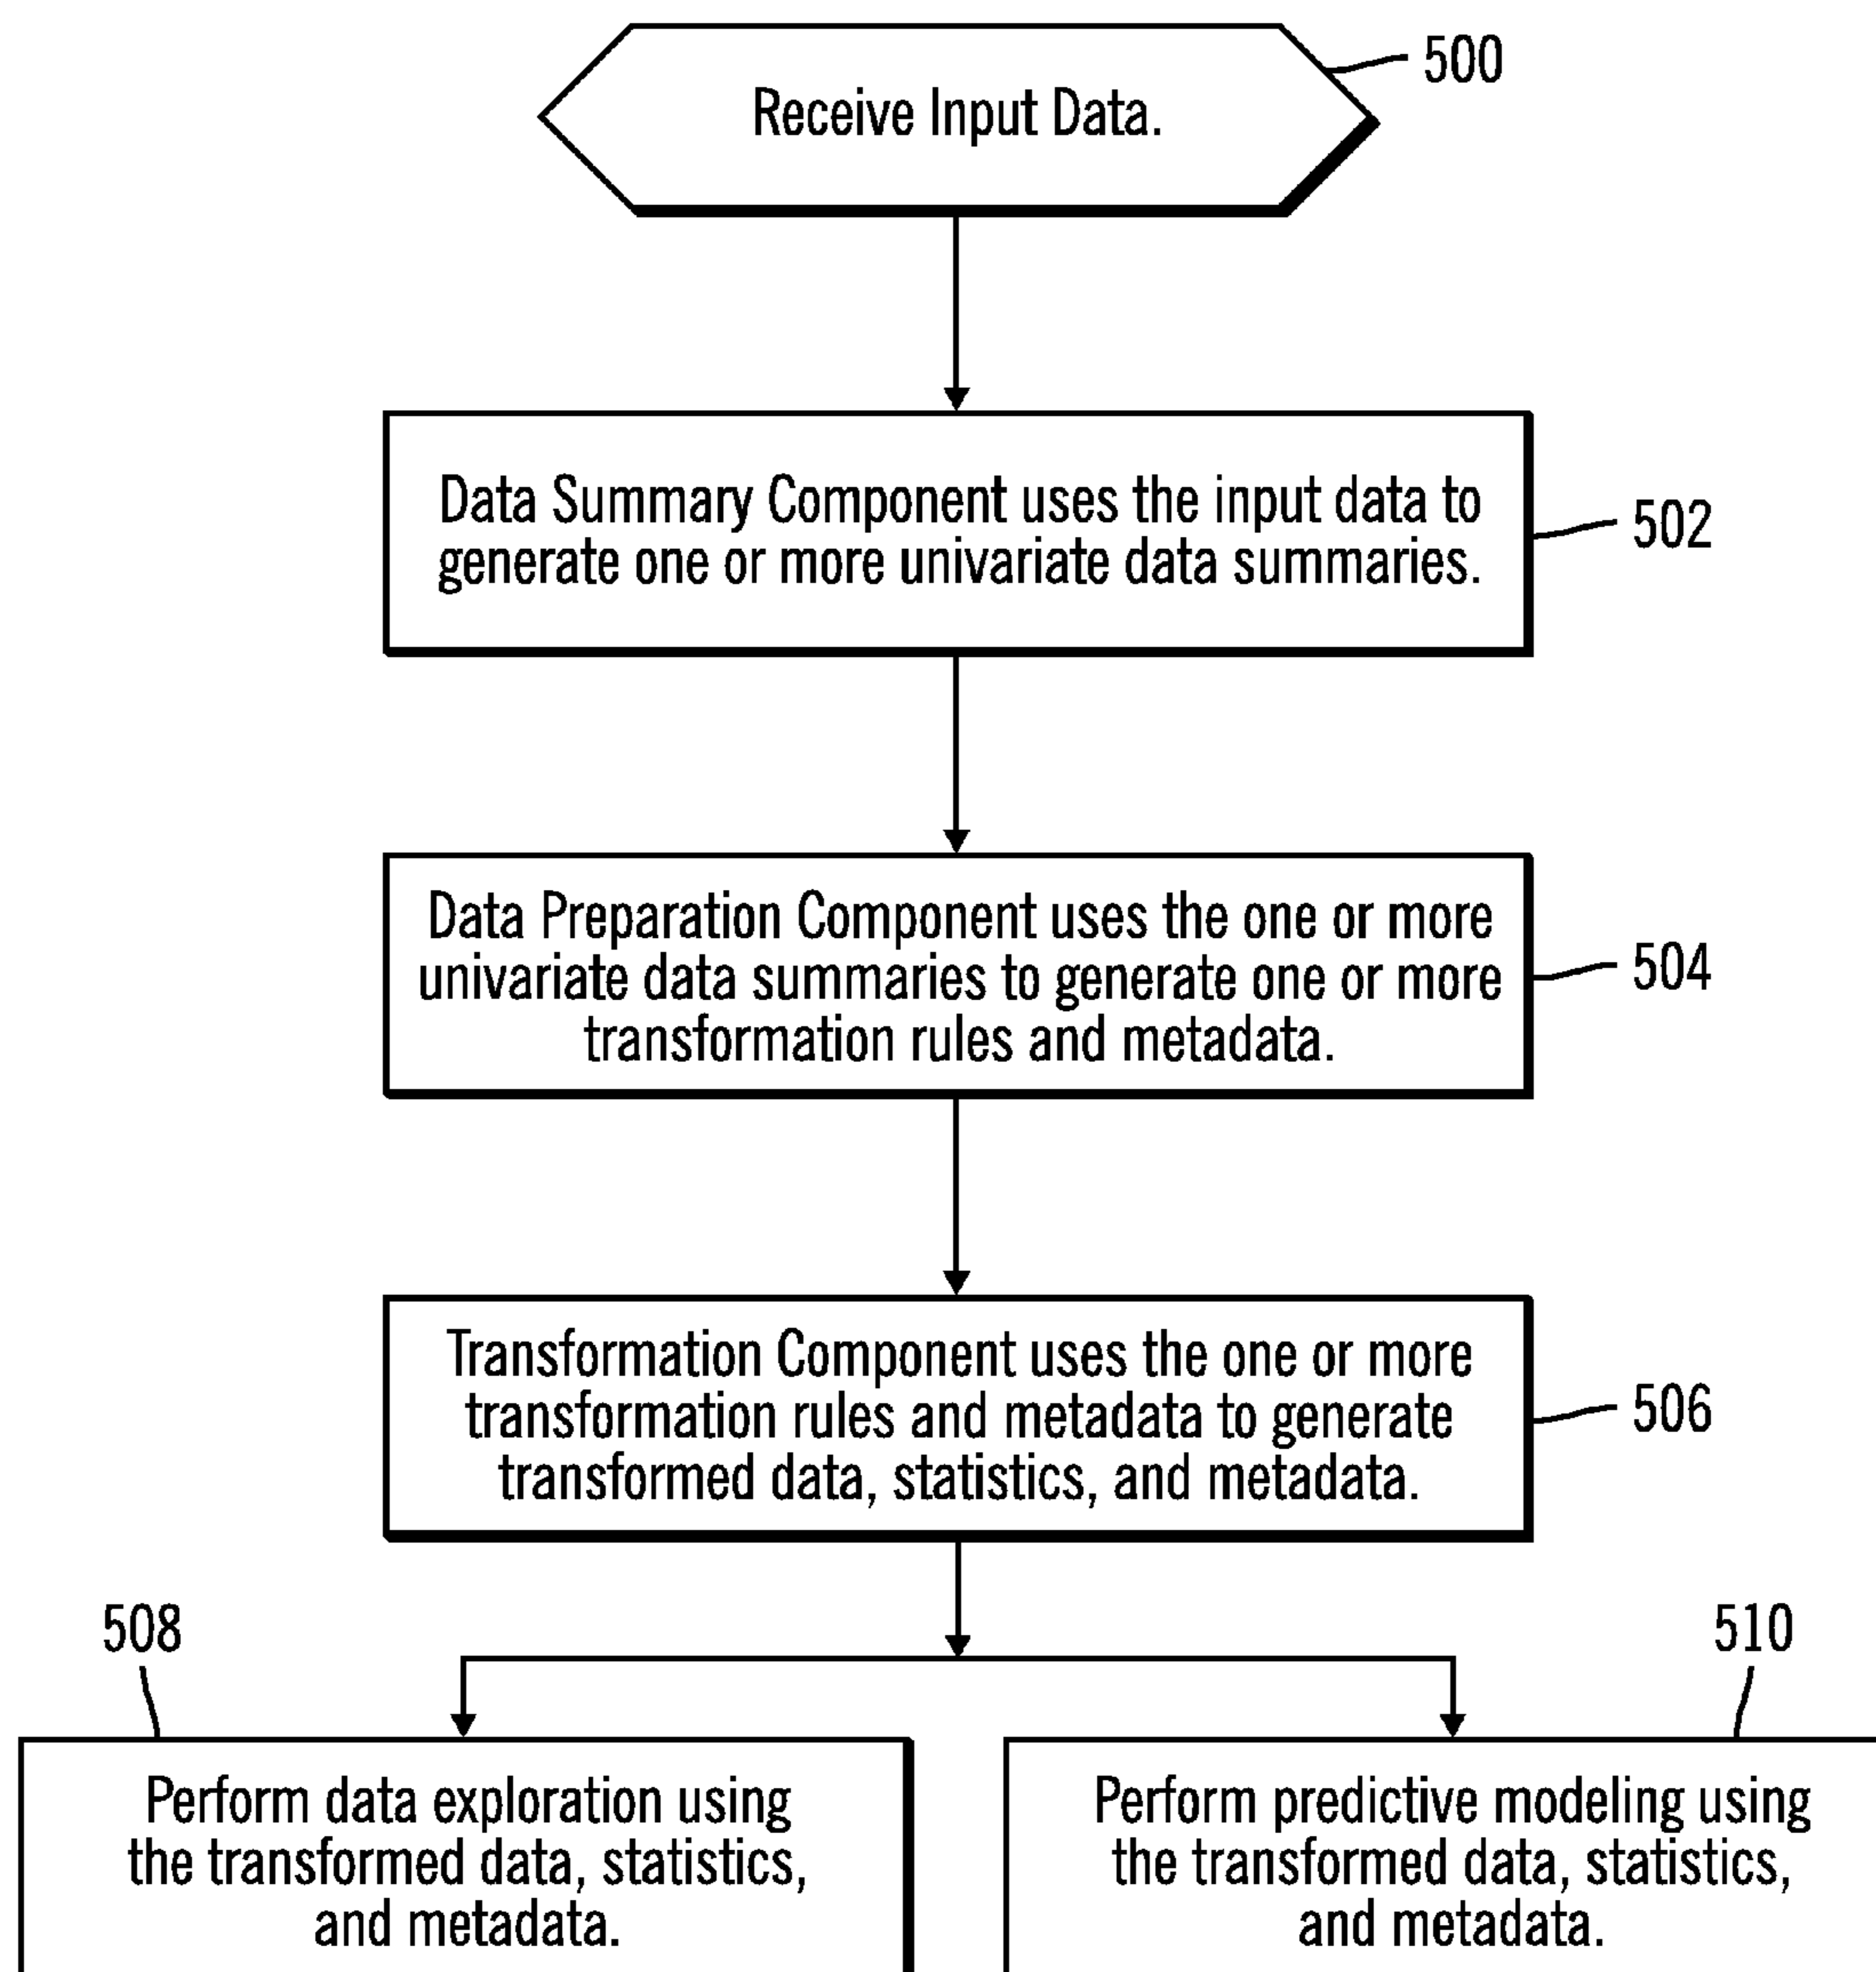 500
Receive Input Data.
Data Summary Component uses the input data to
generate one or more univariate data summaries.
502
Data Preparation Component uses the one or more
univariate data summaries to generate one or more
transformation rules and metadata.
504
Transformation Component uses the one or more
transformation rules and metadata to generate
transformed data, statistics, and metadata.
506
508
510
Perform data exploration using
the transformed data, statistics,
and metadata.
Perform predictive modeling using
the transformed data, statistics,
and metadata.